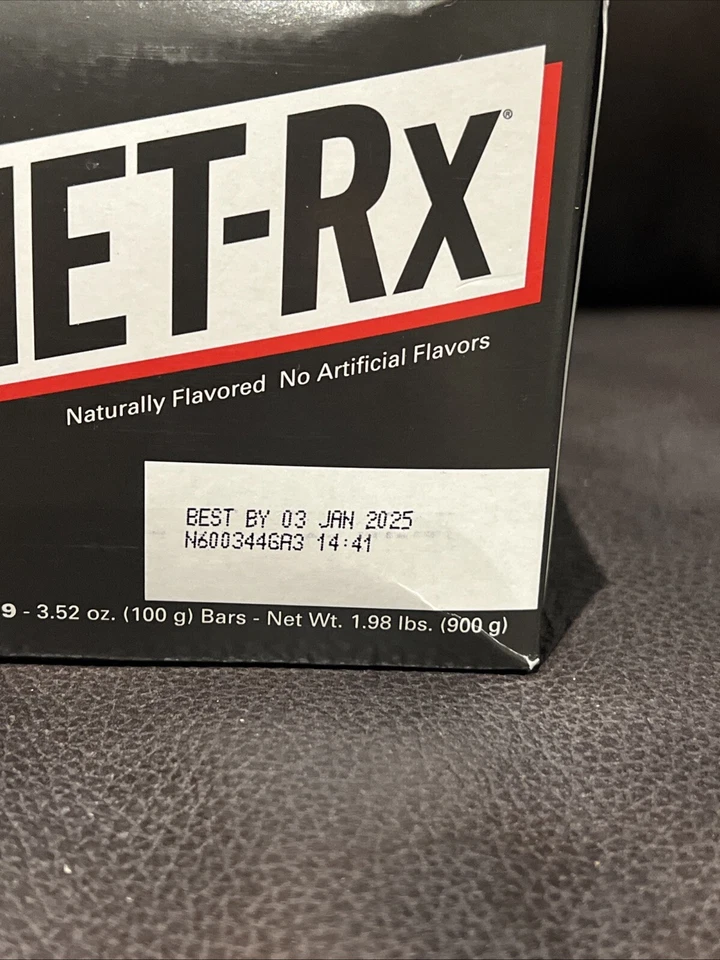 ET-Rx®
Naturally Flavored No Artificial Flavors
BEST BY 03 JAN 2025
N600344GA3 14:41
9 - 3.52 oz. (100 g) Bars - Net Wt. 1.98 lbs. (900 g)